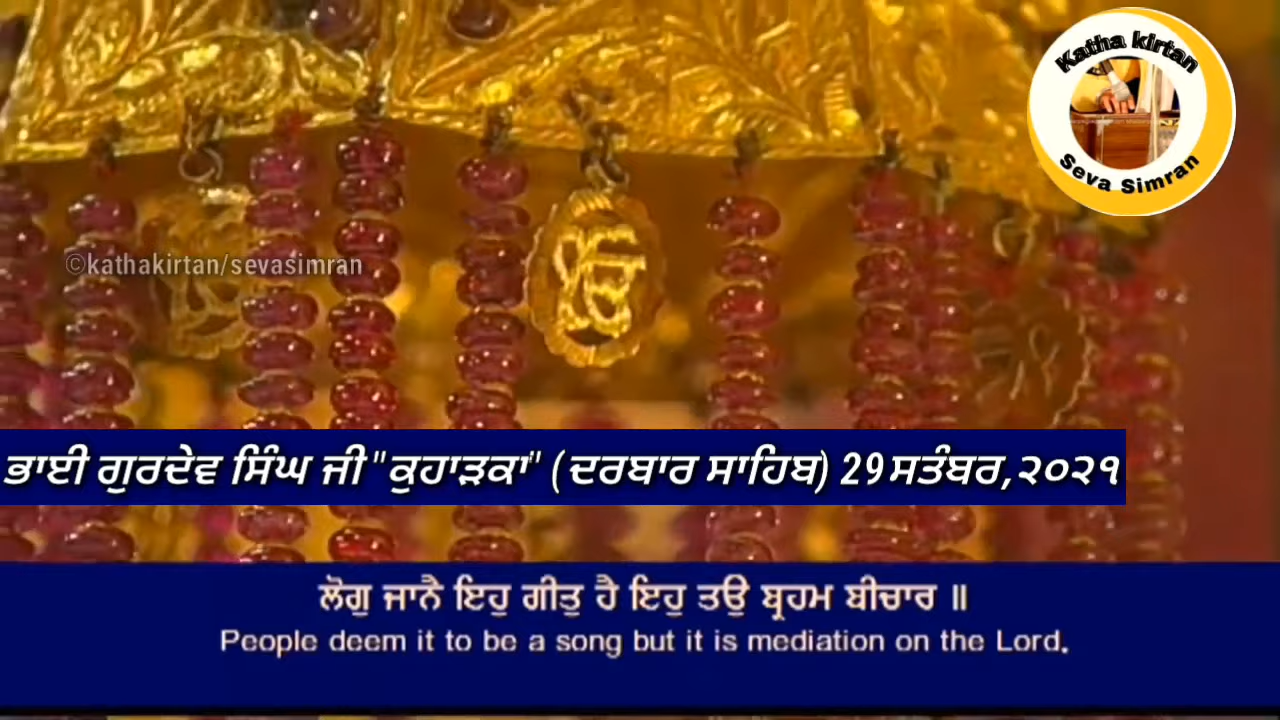 Katha kirtan
Seva Simran
©kathakirtan/sevasimran
ੴ
ਭਾਈ ਗੁਰਦੇਵ ਸਿੰਘ ਜੀ "ਕੁਹਾੜਕਾ" (ਦਰਬਾਰ ਸਾਹਿਬ) 29 ਸਤੰਬਰ,੨੦੨੧
ਲੋਗੁ ਜਾਨੈ ਇਹੁ ਗੀਤੁ ਹੈ ਇਹੁ ਤਉ ਬ੍ਰਹਮ ਬੀਚਾਰ ॥
People deem it to be a song but it is mediation on the Lord.